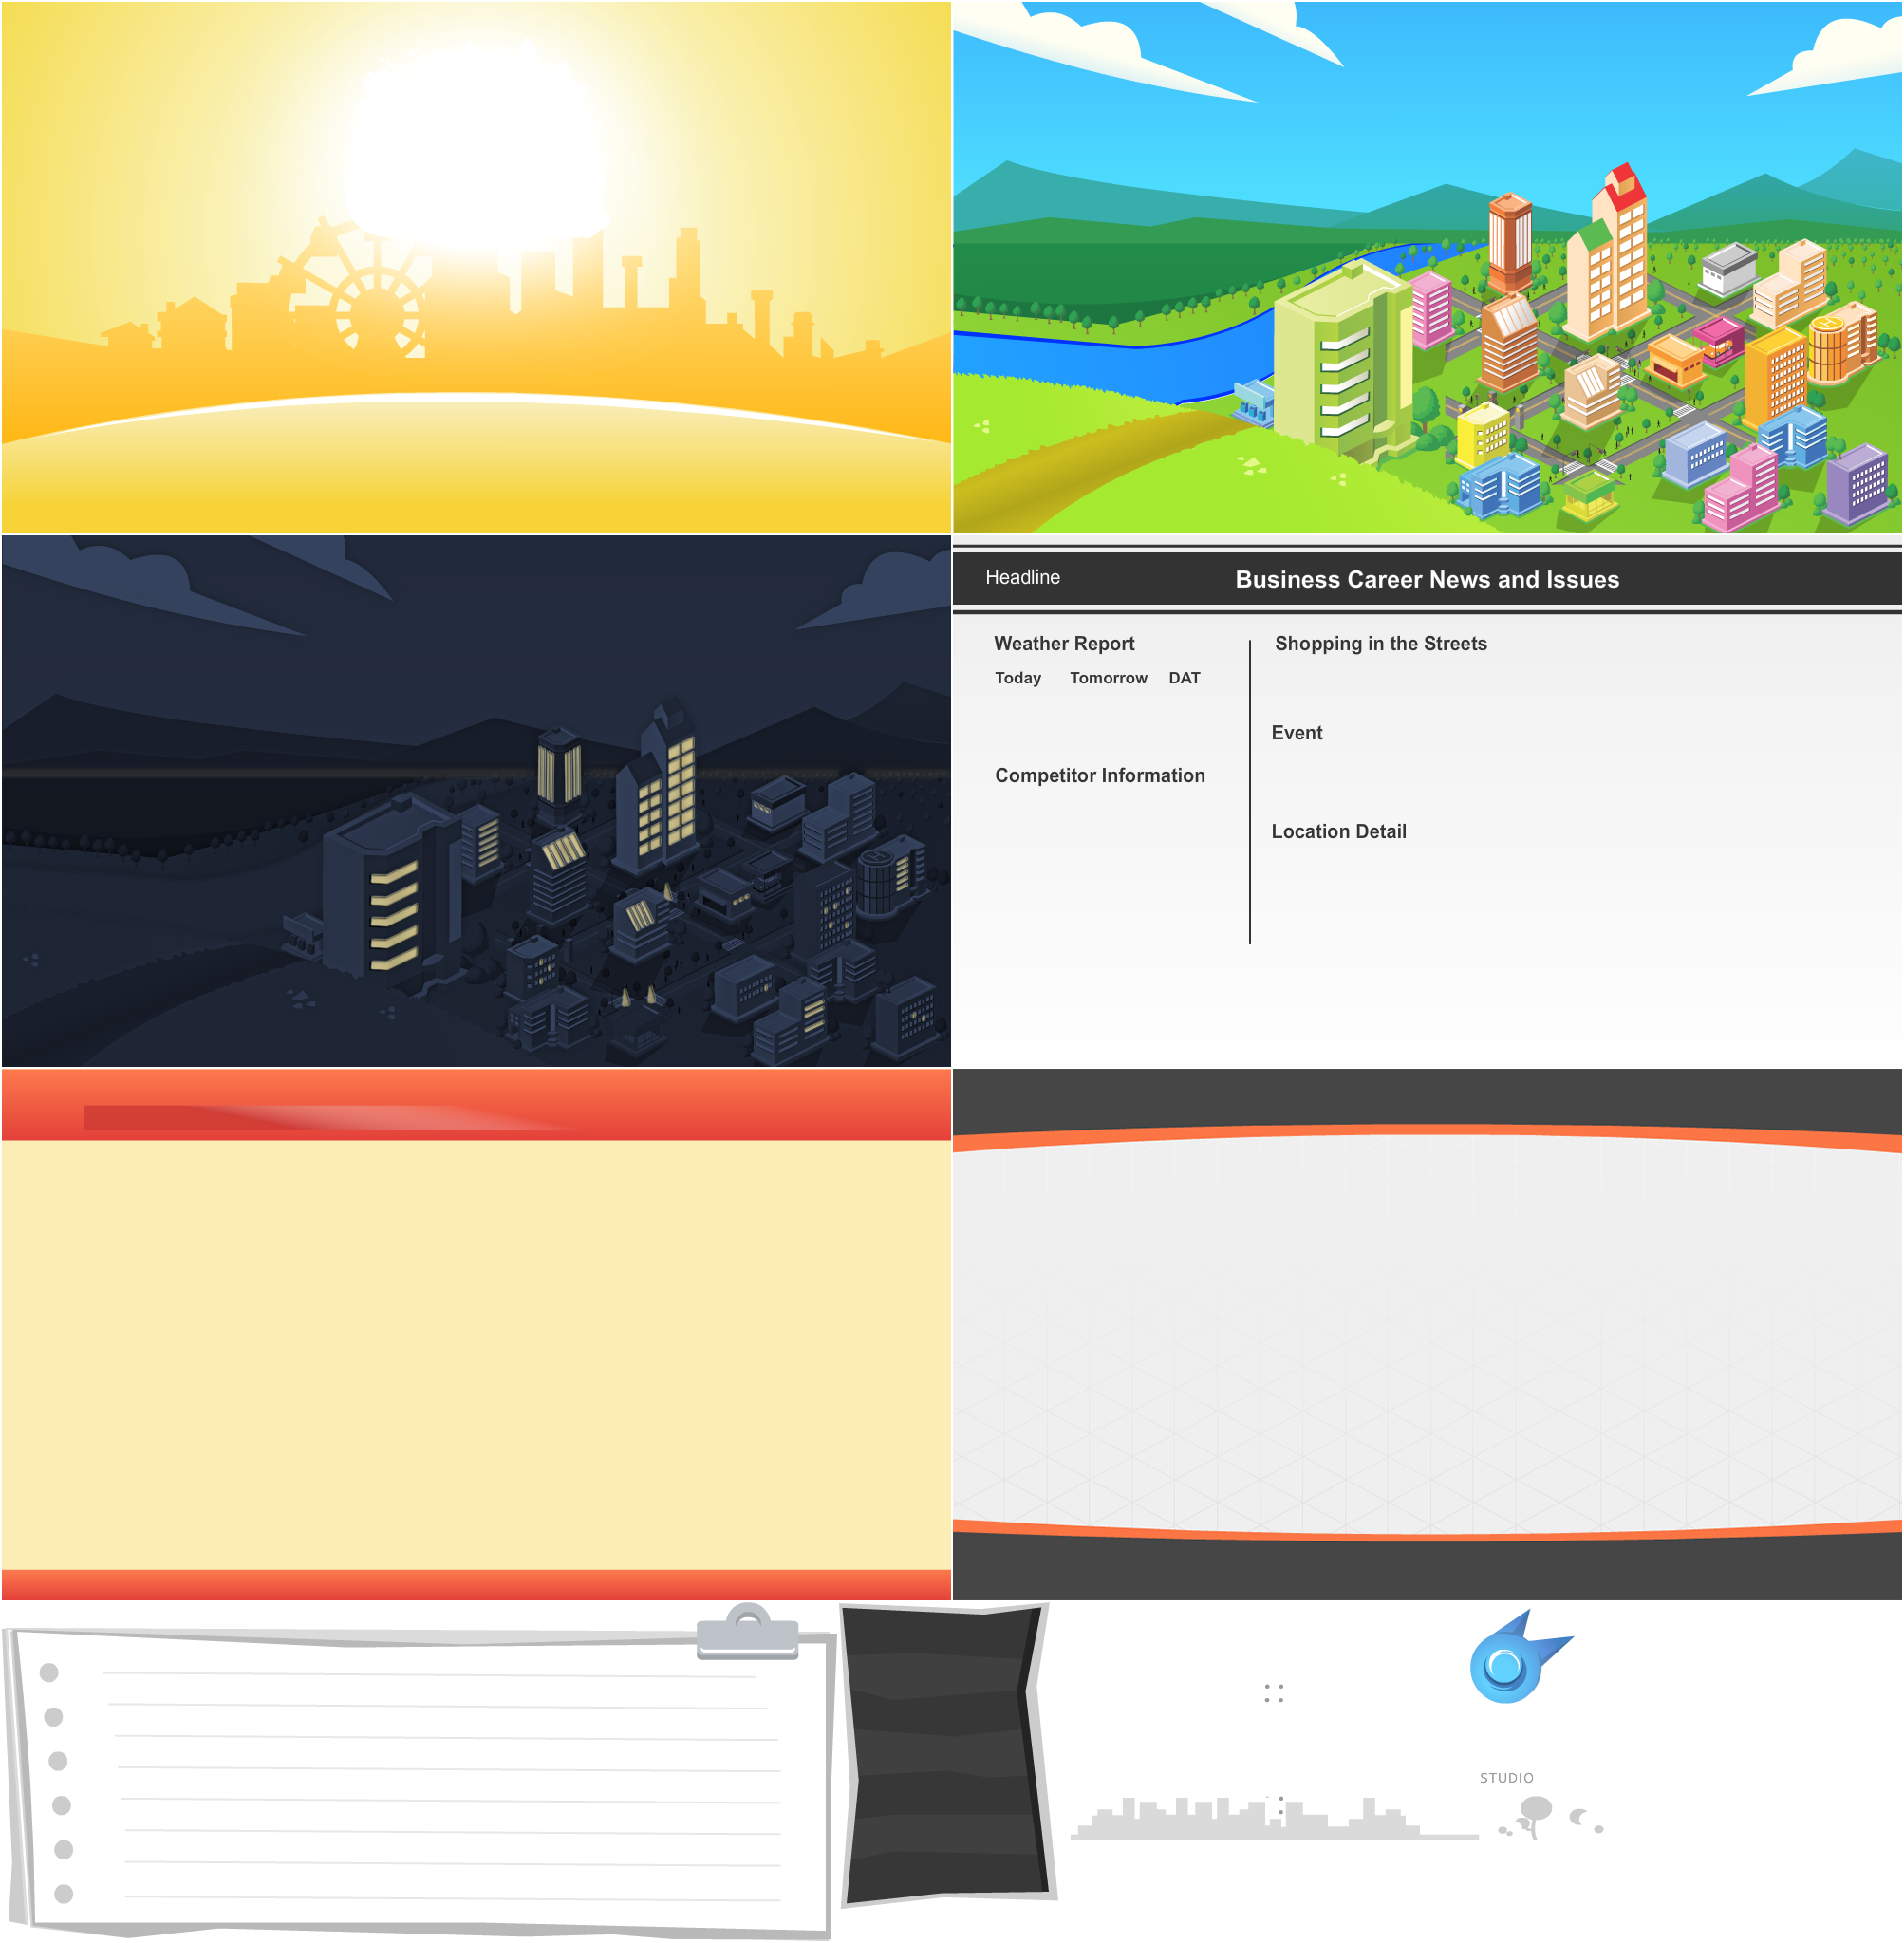 Headline
Business Career News and Issues
Weather Report
Today Tomorrow DAT
Competitor Information
Shopping in the Streets
Event
Location Detail
STUDIO